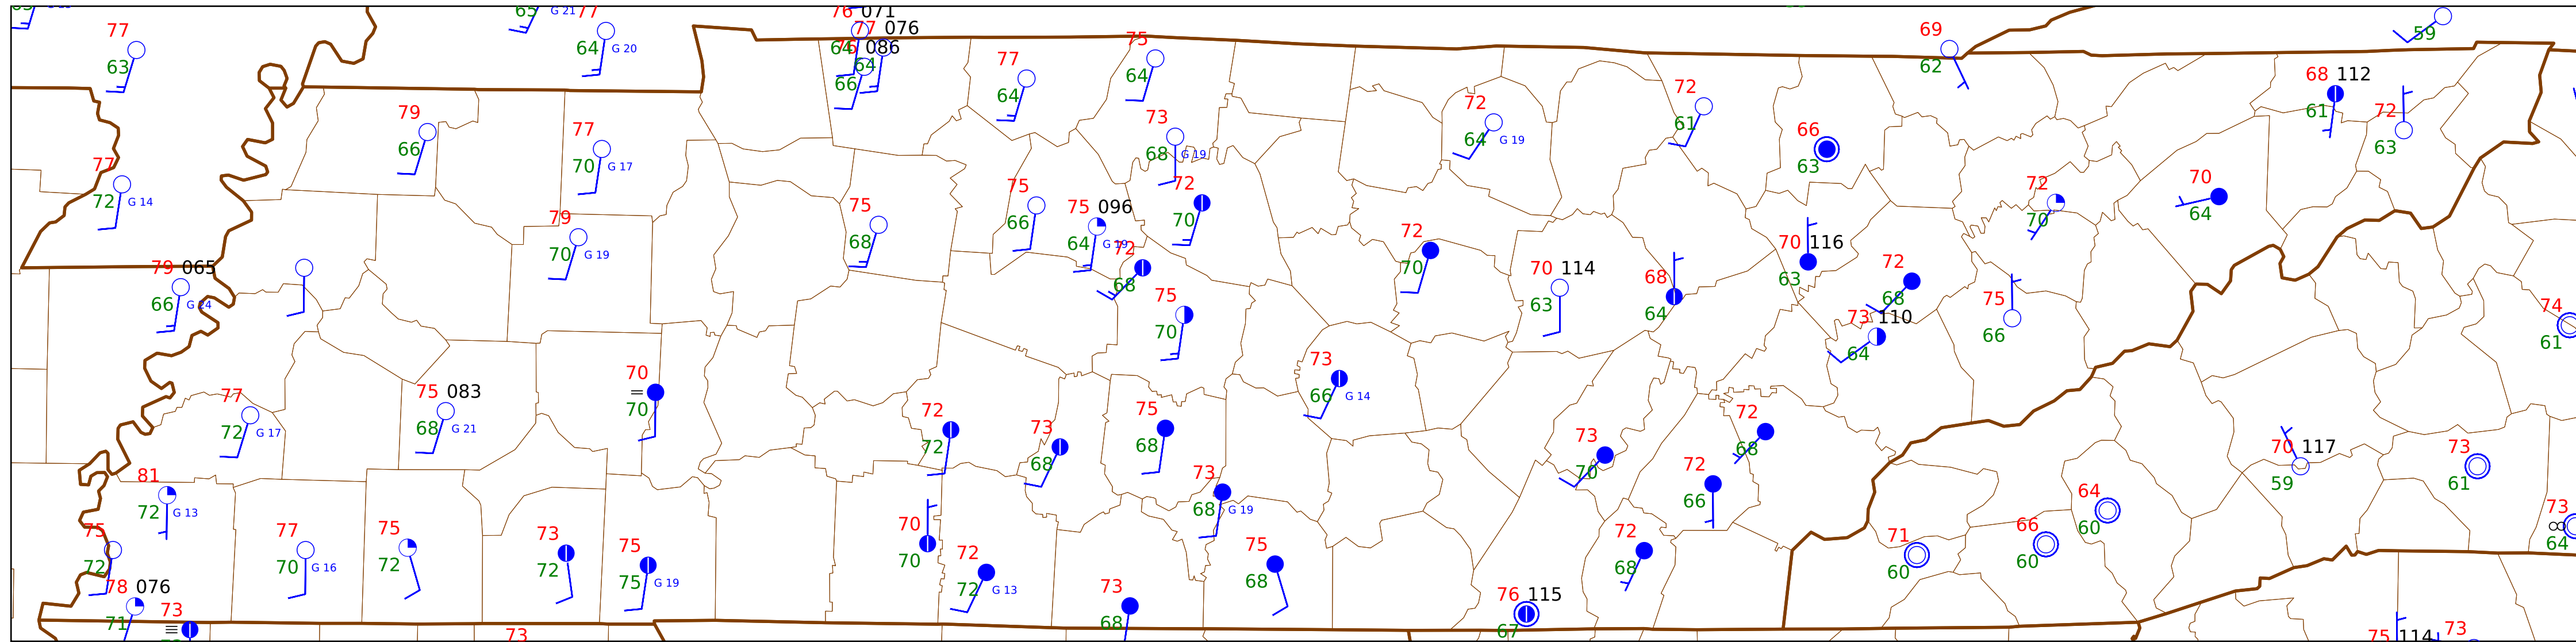 76 071
77 65 G 21 77 77 076 69 59
63 64 G 20 64 76 086 75 62
64 66 77 64 68 112
79 72 72 61 72
66 77 64 73 64 G 19 61 66 63
77 70 G 17 68 G 19 63
72 G 14 75 72 72 70
79 75 66 75 096 70 70 64
70 G 19 68 64 G 19 72 72 70 116
79 065 68 70 70 114 68 63 72
66 G 24 75 63 64 68 75 74
70 73 110 66 61
73 64
77 75 083 70 66 G 14
72 G 17 68 G 21 = 70 72 73 75 73 72
72 68 68 70 68 70 117 73
81 73 72 59 61
72 G 13 68 G 19 66 64
75 77 75 73 75 70 60 73
72 70 G 16 72 72 75 G 19 70 72 75 72 71 66 ∞ 64
78 076 72 G 13 68 68 60 60
71 73 73 76 115
≡ 68 67
73 75 114 73